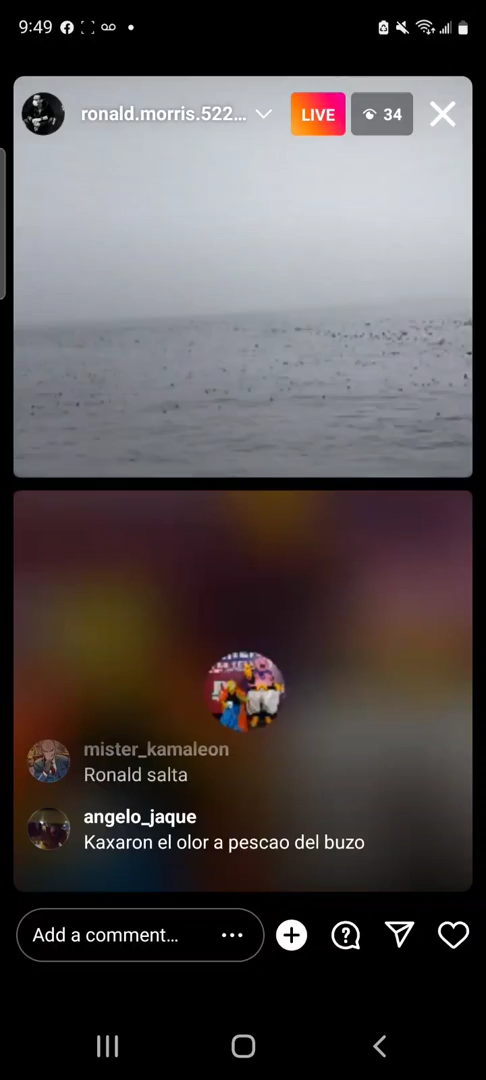 9:49
ronald.morris.522...
LIVE
34
mister_kamaleon
Ronald salta
angelo_jaque
Kaxaron el olor a pescao del buzo
Add a comment...